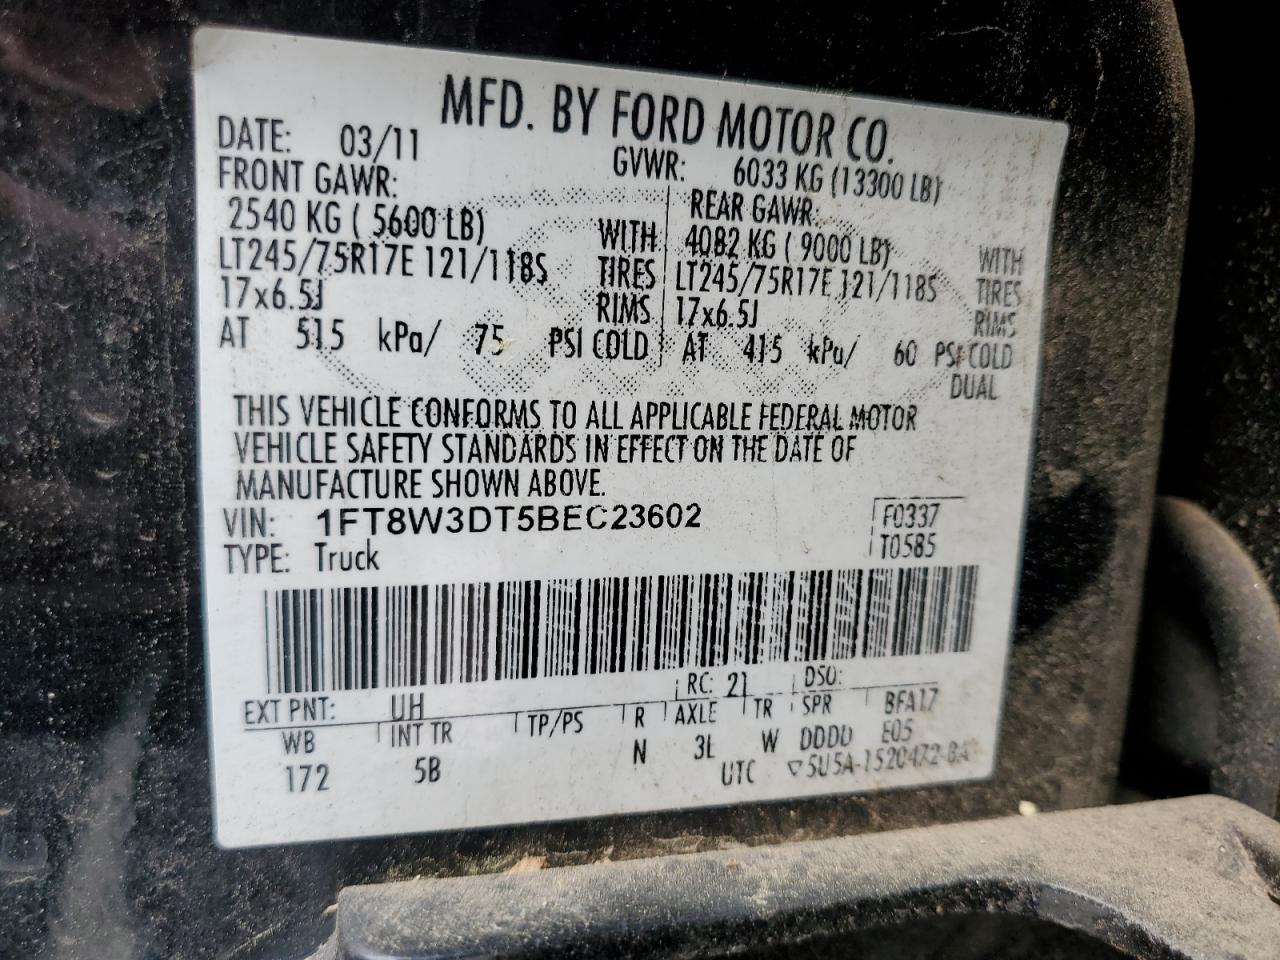 MFD. BY FORD MOTOR CO.
DATE: 03/11 GVWR: 6033 KG (13300 LB)
FRONT GAWR: REAR GAWR:
2540 KG ( 5600 LB) WITH 4082 KG ( 9000 LB) WITH
LT245/75R17E 121/118S TIRES LT245/75R17E 121/118S TIRES
17x6.5J RIMS 17x6.5J RIMS
AT 515 kPa/ 75 PSI COLD AT 415 kPa/ 60 PSI COLD
DUAL
THIS VEHICLE CONFORMS TO ALL APPLICABLE FEDERAL MOTOR
VEHICLE SAFETY STANDARDS IN EFFECT ON THE DATE OF
MANUFACTURE SHOWN ABOVE.
VIN: 1FT8W3DT5BEC23602 F0337
TYPE: Truck T0585
EXT PNT: UH RC: 21 DSO:
WB INT TR TP/PS R AXLE TR SPR BFA17
172 5B N 3L W DDDD E05
UTC ▽5U5A-1520472-BA